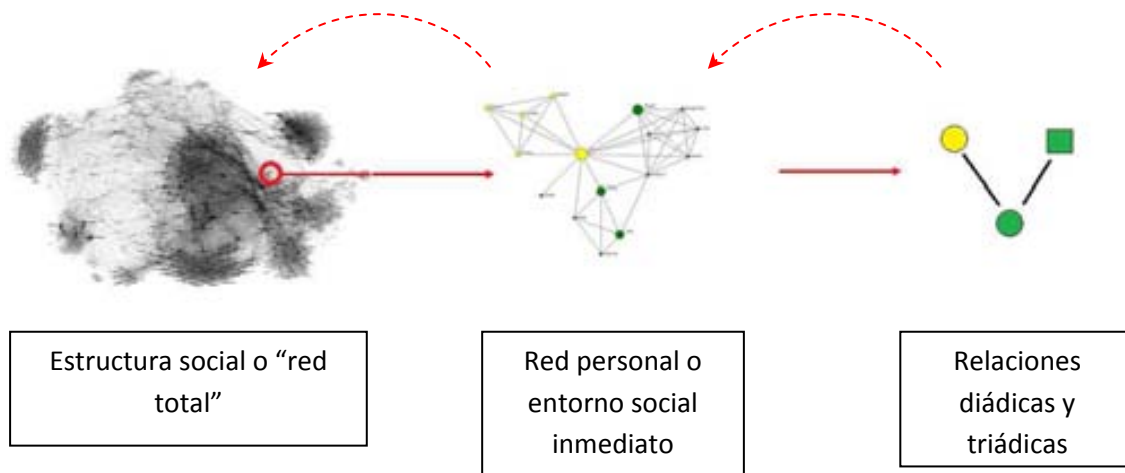 Estructura social o “red
total”
Red personal o
entorno social
inmediato
Relaciones
diádicas y
triádicas